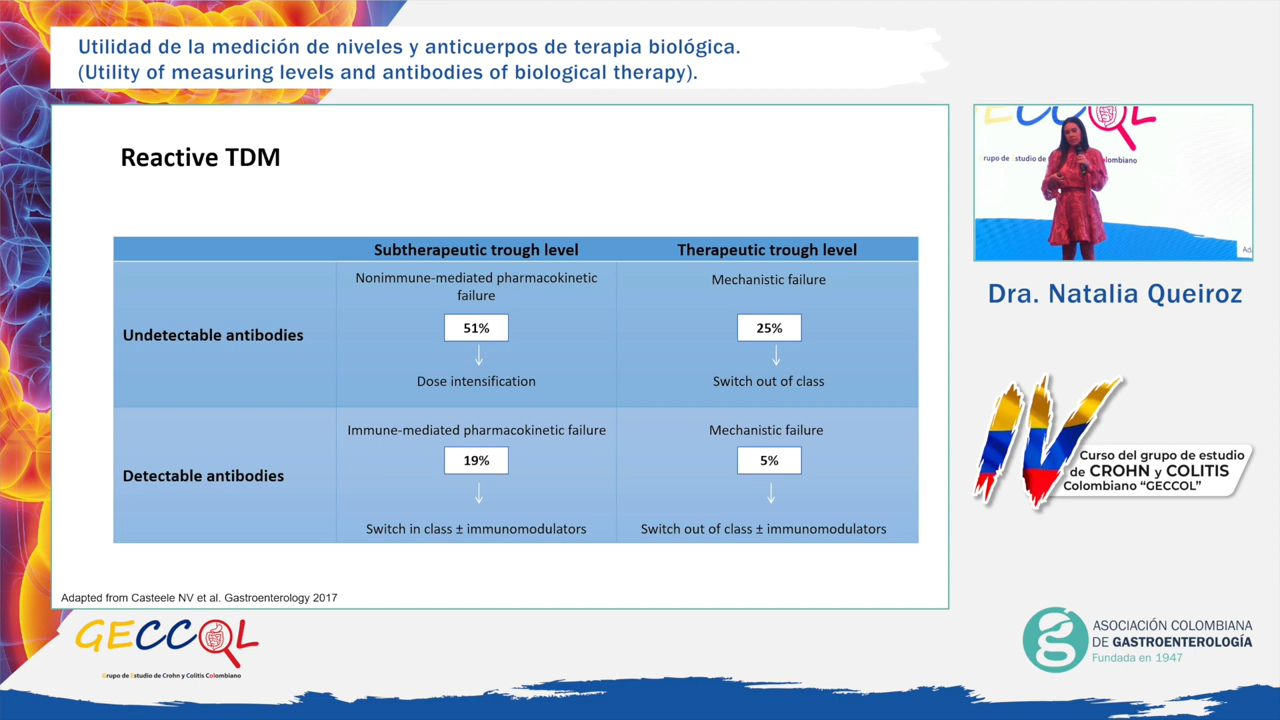 Utilidad de la medición de niveles y anticuerpos de terapia biológica.
(Utility of measuring levels and antibodies of biological therapy).
Reactive TDM
Subtherapeutic trough level
Therapeutic trough level
Undetectable antibodies
Nonimmune-mediated pharmacokinetic
failure
51%
Dose intensification
Mechanistic failure
25%
Switch out of class
Detectable antibodies
Immune-mediated pharmacokinetic failure
19%
Switch in class ± immunomodulators
Mechanistic failure
5%
Switch out of class ± immunomodulators
Adapted from Casteele NV et al. Gastroenterology 2017
GECCOL
Grupo de Estudio de Crohn y Colitis Colombiano
rupo de studio de
lombiano
Dra. Natalia Queiroz
IV
Curso del grupo de estudio
de CROHN y COLITIS
Colombiano “GECCOL”
ASOCIACIÓN COLOMBIANA
DE GASTROENTEROLOGÍA
Fundada en 1947